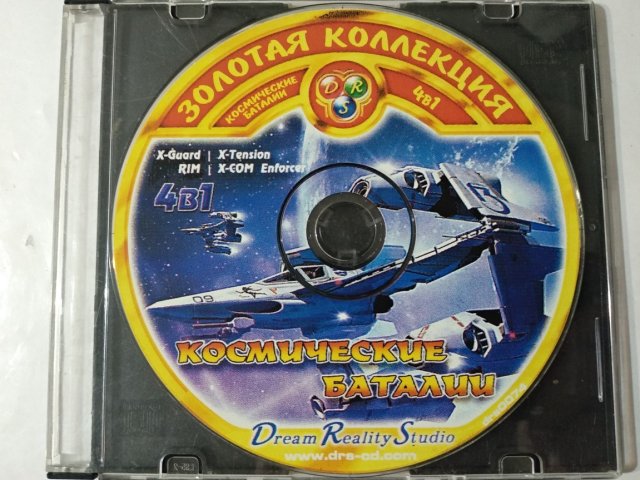 ЗОЛОТАЯ КОЛЛЕКЦИЯ
КОСМИЧЕСКИЕ
БАТАЛИИ
D R
S
4В1
X-Guard | X-Tension
RIM | X-COM Enforcer
4В1
09
КОСМИЧЕСКИЕ
БАТАЛИИ
Dream Reality Studio
www.drs-cd.com